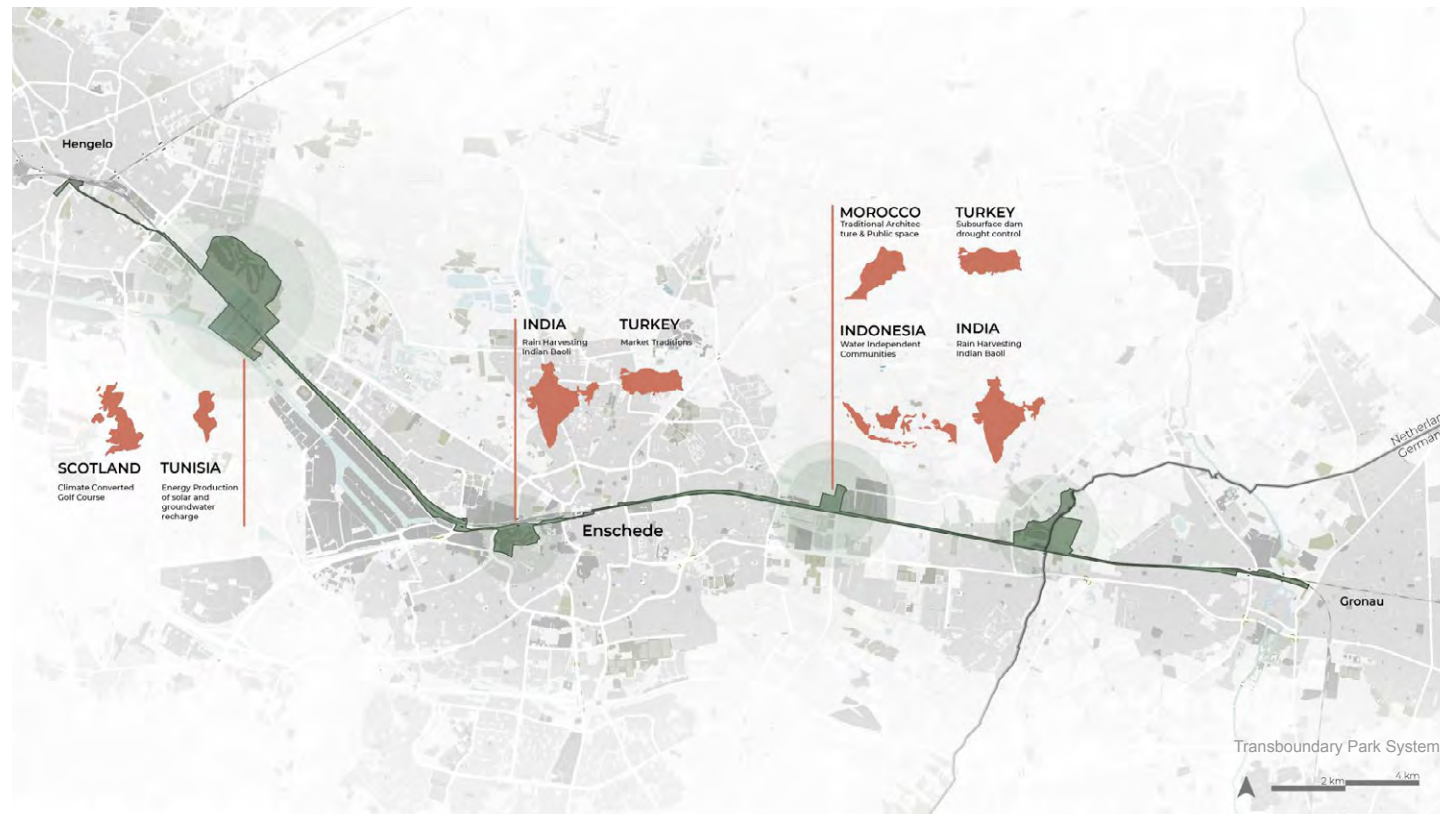 Hengelo
MOROCCO
Traditional Architec-
ture & Public space
TURKEY
Subsurface dam
drought control
INDIA
Rain Harvesting
Indian Baoli
TURKEY
Market Traditions
INDONESIA
Water Independent
Communities
INDIA
Rain Harvesting
Indian Baoli
SCOTLAND
Climate Converted
Golf Course
TUNISIA
Energy Production
of solar and
groundwater
recharge
Enschede
Gronau
Transboundary Park System
2 km
4 km